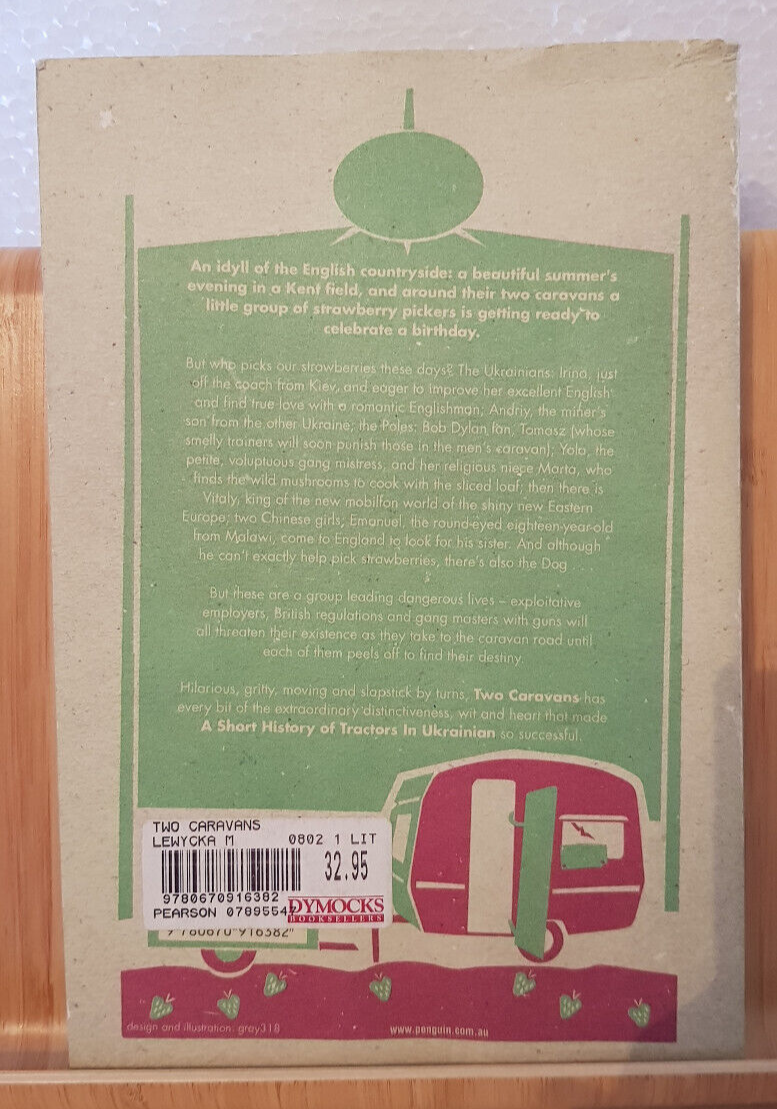 An idyll of the English countryside: a beautiful summer's
evening in a Kent field, and around their two caravans a
little group of strawberry pickers is getting ready to
celebrate a birthday.
But who picks our strawberries these days? The Ukrainians: Irina, just
off the coach from Kiev, and eager to improve her excellent English
and find true love with a romantic Englishman; Andriy, the miner's
son from the other Ukraine; the Poles: Bob Dylan fan, Tomasz (whose
smelly trainers will soon punish those in the men's caravan); Yola, the
petite, voluptuous gang mistress, and her religious niece Marta, who
finds the wild mushrooms to cook with the sliced loaf; then there is
Vitaly, king of the new mobilfon world of the shiny new Eastern
Europe; two Chinese girls; Emanuel, the round-eyed eighteen-year-old
from Malawi, come to England to look for his sister. And although
he can't exactly help pick strawberries, there's also the Dog . . .
But these are a group leading dangerous lives – exploitative
employers, British regulations and gang masters with guns will
all threaten their existence as they take to the caravan road until
each of them peels off to find their destiny.
Hilarious, gritty, moving and slapstick by turns, Two Caravans has
every bit of the extraordinary distinctiveness, wit and heart that made
A Short History of Tractors In Ukrainian so successful.
TWO CARAVANS
LEWYCKA M 0802 1 LIT
32.95
9780670916382
PEARSON 07895547
DYMOCKS
BOOKSELLERS
9 780670 916382
design and illustration: gray318
www.penguin.com.au